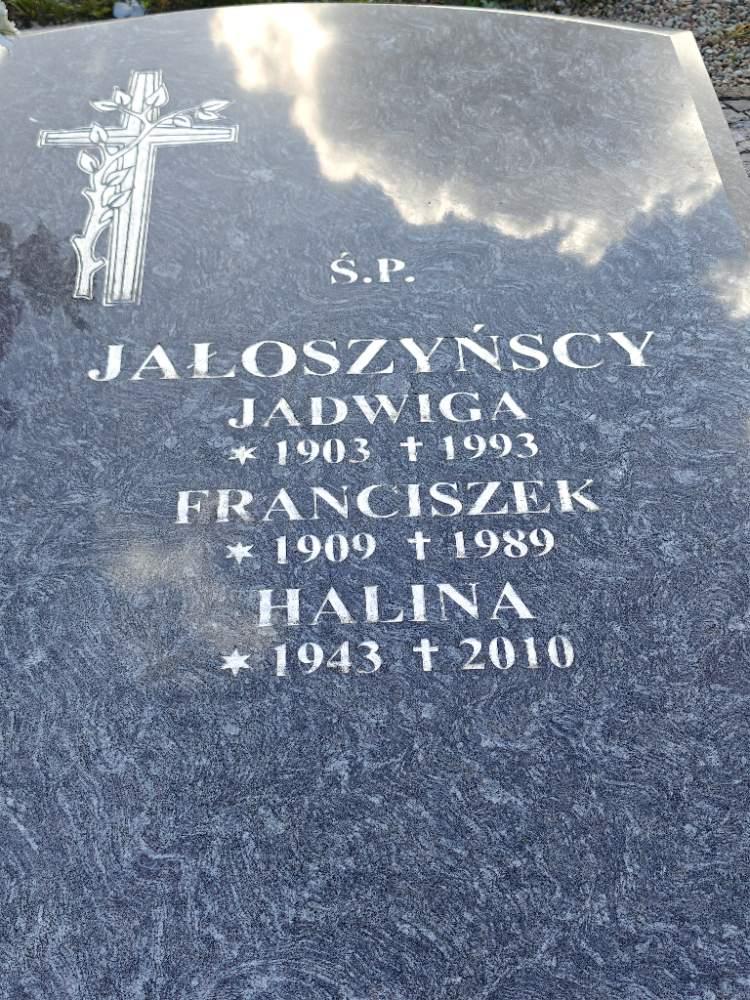 Ś.P.
JAŁOSZYŃSCY
JADWIGA
* 1903 ✝ 1993
FRANCISZEK
* 1909 ✝ 1989
HALINA
* 1943 ✝ 2010